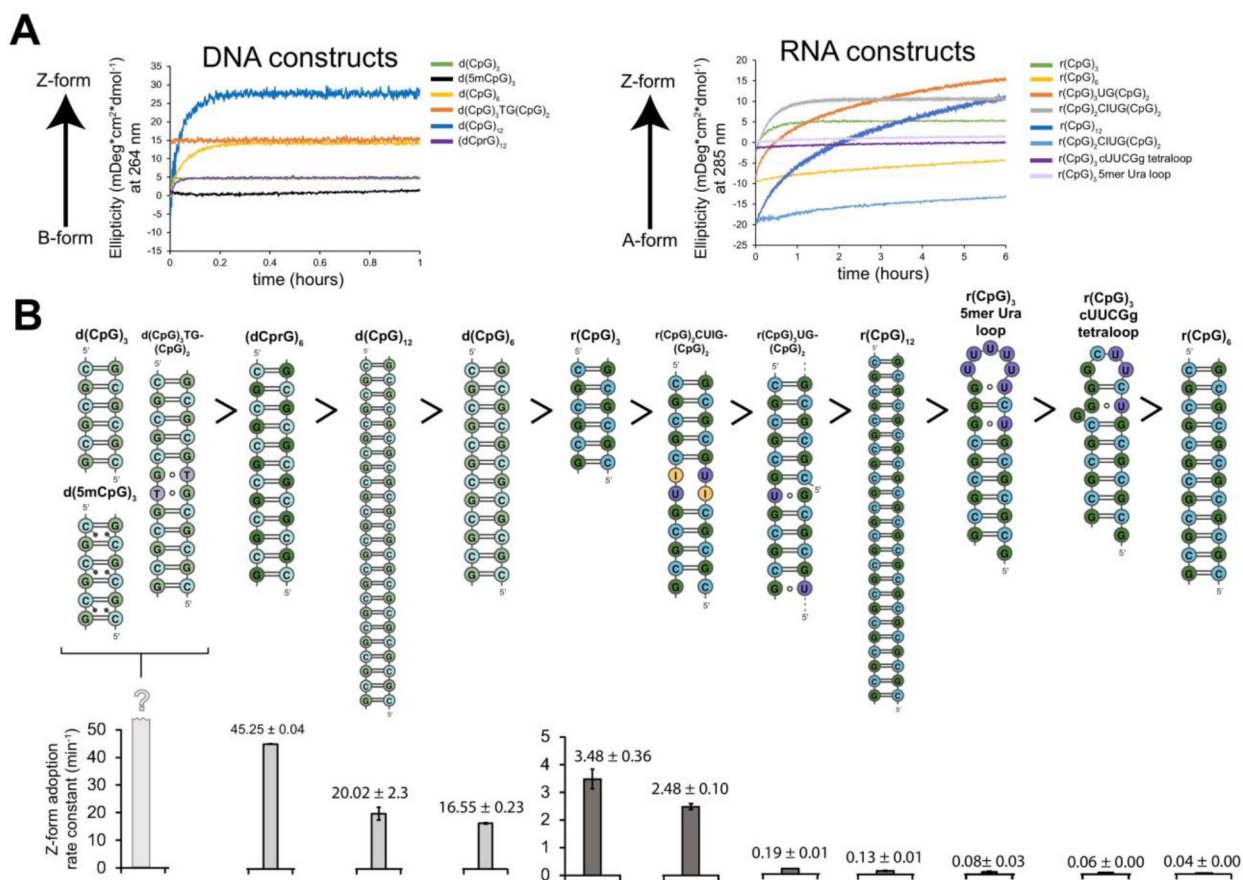 A
DNA constructs
Z-form
B-form
Ellipticity (mDeg*cm²*dmol⁻¹)
at 264 nm
30
25
20
15
10
5
0
-5
-10
-15
0
0.2
0.4
0.6
0.8
1
time (hours)
d(CpG)₃
d(5mCpG)₃
d(CpG)₆
d(CpG)₃TG(CpG)₂
d(CpG)₁₂
(dCprG)₁₂
RNA constructs
Z-form
A-form
Ellipticity (mDeg*cm²*dmol⁻¹)
at 285 nm
20
15
10
5
0
-5
-10
-15
-20
-25
0
1
2
3
4
5
6
time (hours)
r(CpG)₃
r(CpG)₆
r(CpG)₃UG(CpG)₂
r(CpG)₂CIUG(CpG)₂
r(CpG)₁₂
r(CpG)₂CIUG(CpG)₂
r(CpG)₃ cUUCGg tetraloop
r(CpG)₃ 5mer Ura loop
B
d(CpG)₃
d(5mCpG)₃
d(CpG)₃TG-
(CpG)₂
(dCprG)₆
d(CpG)₁₂
d(CpG)₆
r(CpG)₃
r(CpG)₂CUIG-
(CpG)₂
r(CpG)₃UG-
(CpG)₂
r(CpG)₁₂
r(CpG)₃
5mer Ura
loop
r(CpG)₃
cUUCGg
tetraloop
r(CpG)₆
> > > > > > > > > >
?
Z-form adoption
rate constant (min⁻¹)
50
40
30
20
10
0
45.25 ± 0.04
20.02 ± 2.3
16.55 ± 0.23
5
4
3
2
1
0
3.48 ± 0.36
2.48 ± 0.10
0.19 ± 0.01
0.13 ± 0.01
0.08± 0.03
0.06 ± 0.00
0.04 ± 0.00